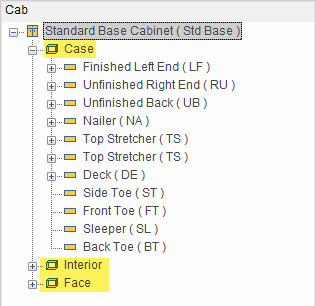 Cab
Standard Base Cabinet ( Std Base )
Case
Finished Left End ( LF )
Unfinished Right End ( RU )
Unfinished Back ( UB )
Nailer ( NA )
Top Stretcher ( TS )
Top Stretcher ( TS )
Deck ( DE )
Side Toe ( ST )
Front Toe ( FT )
Sleeper ( SL )
Back Toe ( BT )
Interior
Face